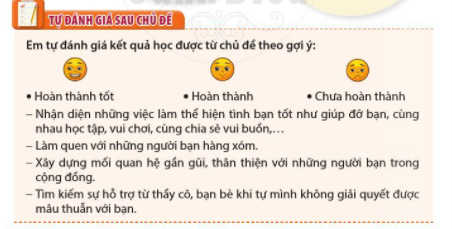 TỰ ĐÁNH GIÁ SAU CHỦ ĐỀ
Em tự đánh giá kết quả học được từ chủ đề theo gợi ý:
• Hoàn thành tốt • Hoàn thành • Chưa hoàn thành
– Nhận diện những việc làm thể hiện tình bạn tốt như giúp đỡ bạn, cùng
nhau học tập, vui chơi, cùng chia sẻ vui buồn,...
– Làm quen với những người bạn hàng xóm.
– Xây dựng mối quan hệ gần gũi, thân thiện với những người bạn trong
cộng đồng.
– Tìm kiếm sự hỗ trợ từ thầy cô, bạn bè khi tự mình không giải quyết được
mâu thuẫn với bạn.